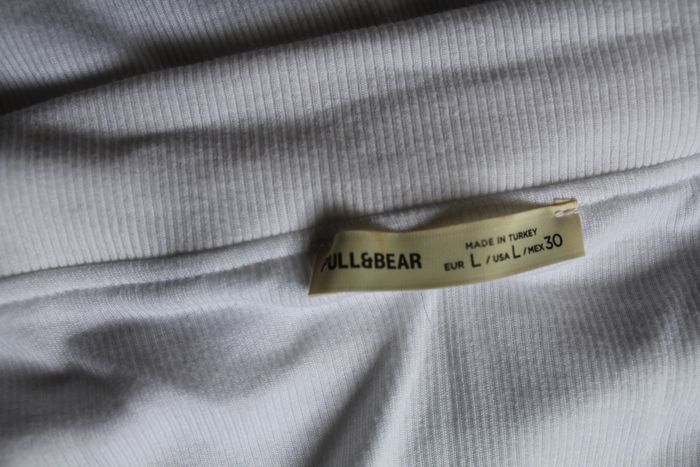 PULL&BEAR
MADE IN TURKEY
EUR L / USA L / MEX 30